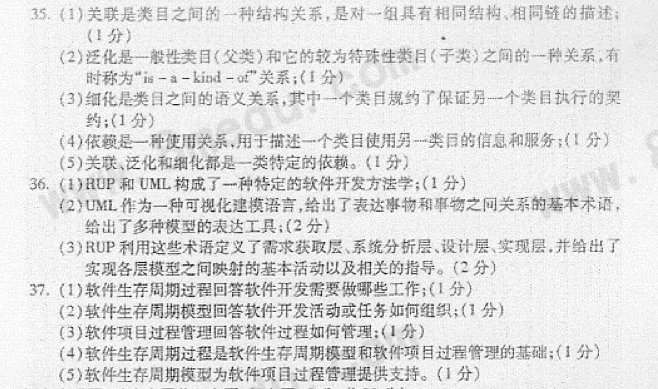 35. (1)关联是类目之间的一种结构关系,是对一组具有相同结构、相同链的描述;
(1分)
(2)泛化是一般性类目(父类)和它的较为特殊性类目(子类)之间的一种关系,有
时称为“is-a-kind-of”关系;(1分)
(3)细化是类目之间的语义关系,其中一个类目规约了保证另一个类目执行的契
约;(1分)
(4)依赖是一种使用关系,用于描述一个类目使用另一类目的信息和服务;(1分)
(5)关联、泛化和细化都是一类特定的依赖。(1分)
36. (1)RUP和UML构成了一种特定的软件开发方法学;(1分)
(2)UML作为一种可视化建模语言,给出了表达事物和事物之间关系的基本术语,
给出了多种模型的表达工具;(2分)
(3)RUP利用这些术语定义了需求获取层、系统分析层、设计层、实现层,并给出了
实现各层模型之间映射的基本活动以及相关的指导。(2分)
37. (1)软件生存周期过程回答软件开发需要做哪些工作;(1分)
(2)软件生存周期模型回答软件开发活动或任务如何组织;(1分)
(3)软件项目过程管理回答软件过程如何管理;(1分)
(4)软件生存周期过程是软件生存周期模型和软件项目过程管理的基础;(1分)
(5)软件生存周期模型为软件项目过程管理提供支持。(1分)